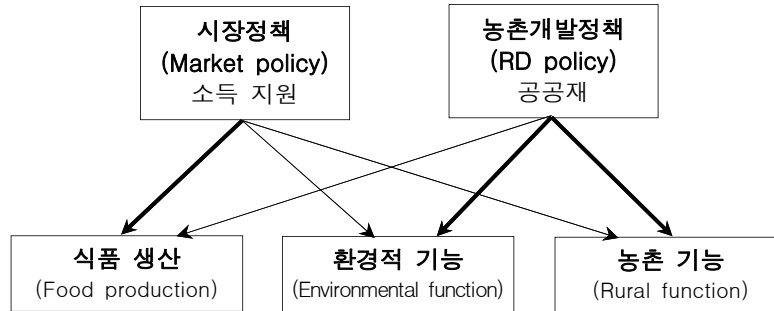 시장정책
(Market policy)
소득 지원
농촌개발정책
(RD policy)
공공재
식품 생산
(Food production)
환경적 기능
(Environmental function)
농촌 기능
(Rural function)